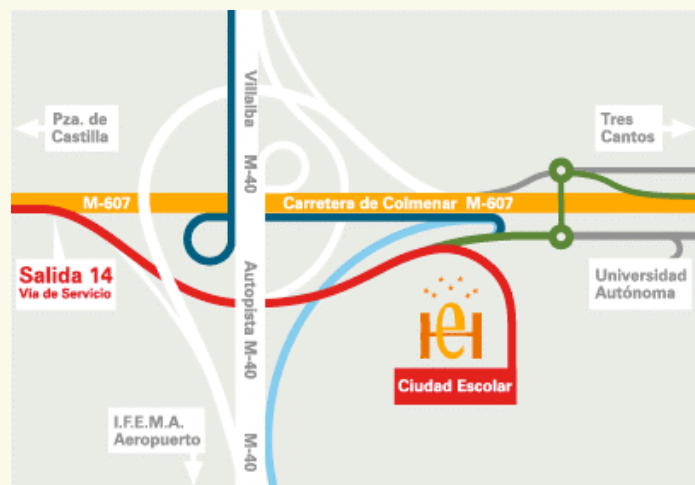 Pza. de
Castilla
Villalba
M-40
Tres
Cantos
M-607
Carretera de Colmenar M-607
Salida 14
Vía de Servicio
Autopista M-40
Universidad
Autónoma
HeH
Ciudad Escolar
I.F.E.M.A.
Aeropuerto
M-40